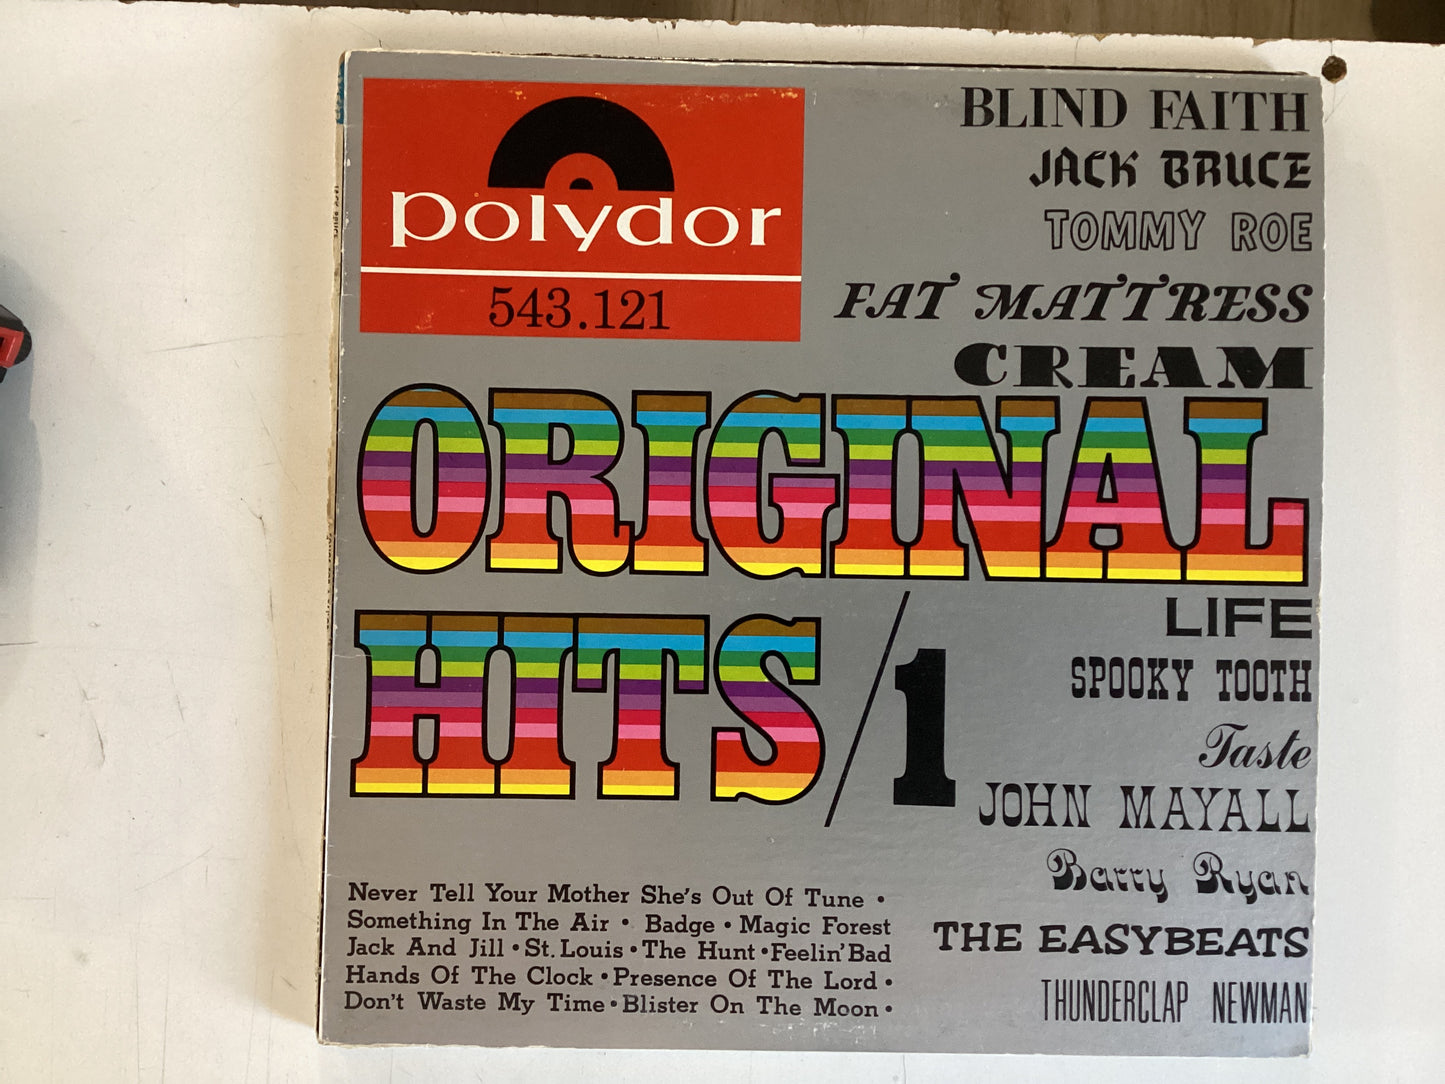 polydor
543.121
BLIND FAITH
JACK BRUCE
TOMMY ROE
FAT MATTRESS
CREAM
ORIGINAL
HITS/1
LIFE
SPOOKY TOOTH
Taste
JOHN MAYALL
Barry Ryan
THE EASYBEATS
THUNDERCLAP NEWMAN
Never Tell Your Mother She's Out Of Tune •
Something In The Air • Badge • Magic Forest
Jack And Jill • St. Louis • The Hunt • Feelin' Bad
Hands Of The Clock • Presence Of The Lord •
Don't Waste My Time • Blister On The Moon •